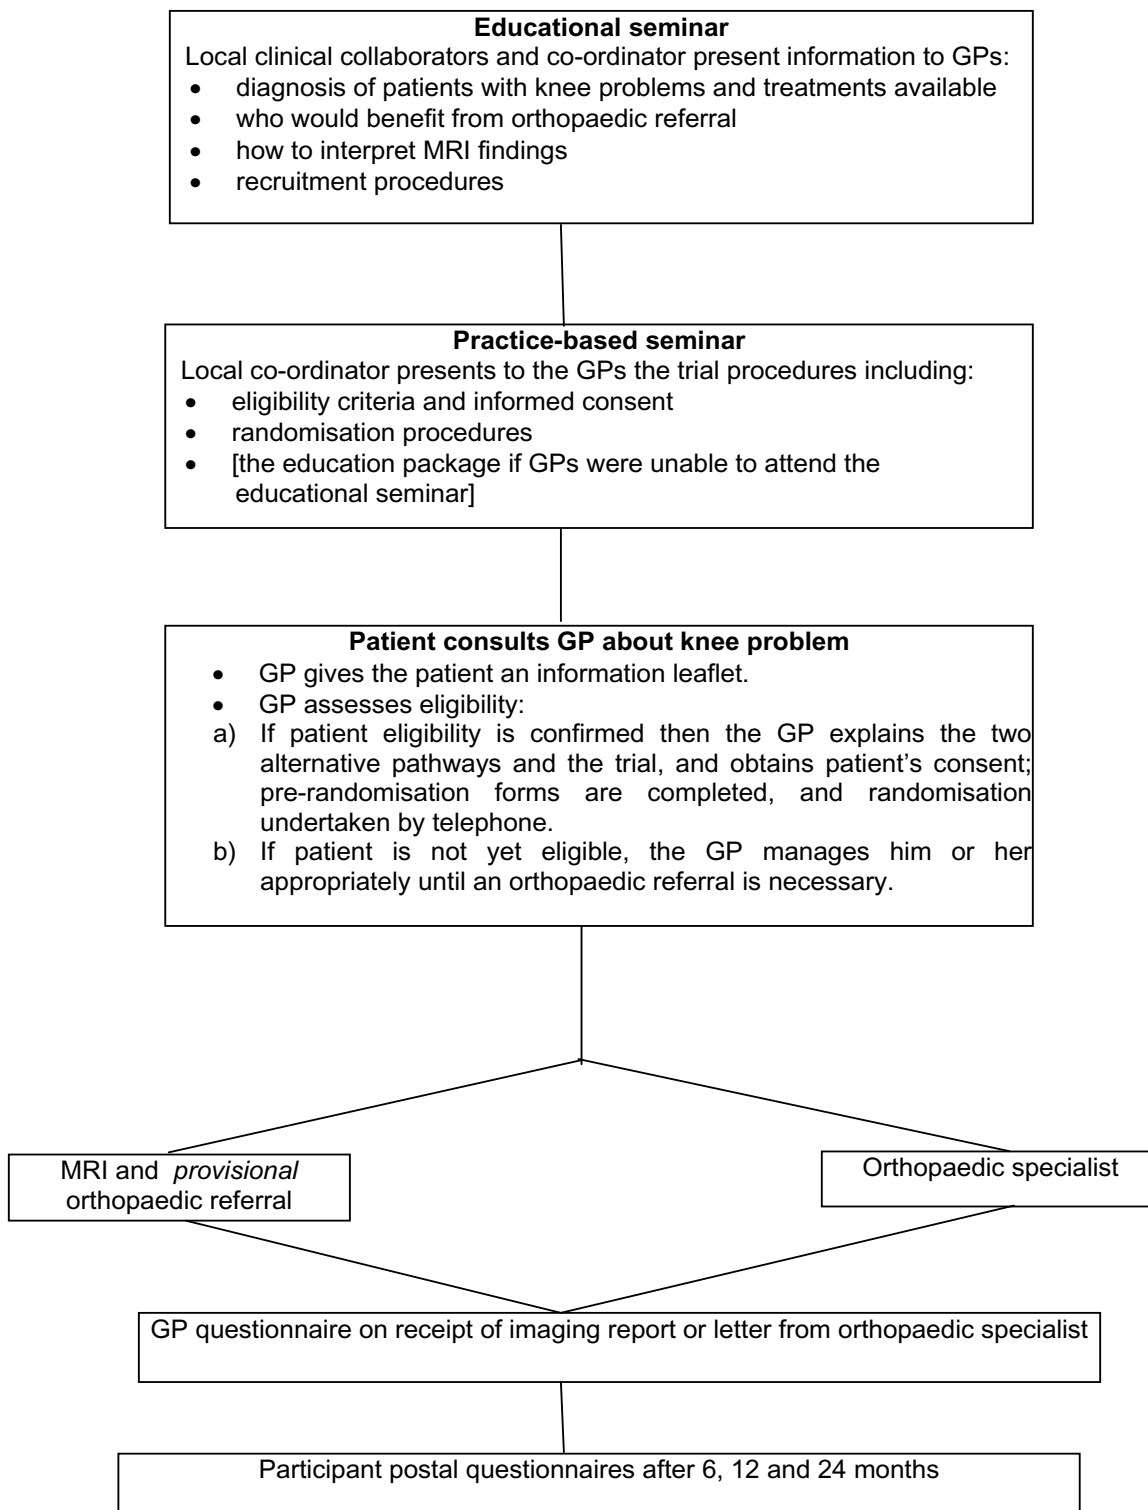 Educational seminar
Local clinical collaborators and co-ordinator present information to GPs:
• diagnosis of patients with knee problems and treatments available
• who would benefit from orthopaedic referral
• how to interpret MRI findings
• recruitment procedures
Practice-based seminar
Local co-ordinator presents to the GPs the trial procedures including:
• eligibility criteria and informed consent
• randomisation procedures
• [the education package if GPs were unable to attend the
educational seminar]
Patient consults GP about knee problem
• GP gives the patient an information leaflet.
• GP assesses eligibility:
a) If patient eligibility is confirmed then the GP explains the two
alternative pathways and the trial, and obtains patient's consent;
pre-randomisation forms are completed, and randomisation
undertaken by telephone.
b) If patient is not yet eligible, the GP manages him or her
appropriately until an orthopaedic referral is necessary.
MRI and provisional
orthopaedic referral
Orthopaedic specialist
GP questionnaire on receipt of imaging report or letter from orthopaedic specialist
Participant postal questionnaires after 6, 12 and 24 months